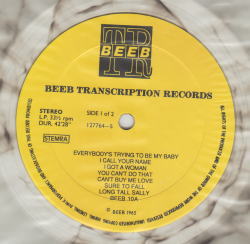 TR
BEEB
BEEB TRANSCRIPTION RECORDS
STEREO
L.P. 33⅓ rpm
DUR. 42'28"
SIDE 1 of 2
127764-S
STEMRA
EVERYBODY'S TRYING TO BE MY BABY
I CALL YOUR NAME
I GOT A WOMAN
YOU CAN'T DO THAT
CAN'T BUY ME LOVE
SURE TO FALL
LONG TALL SALLY
BEEB 10A
℗ BEEB 1965